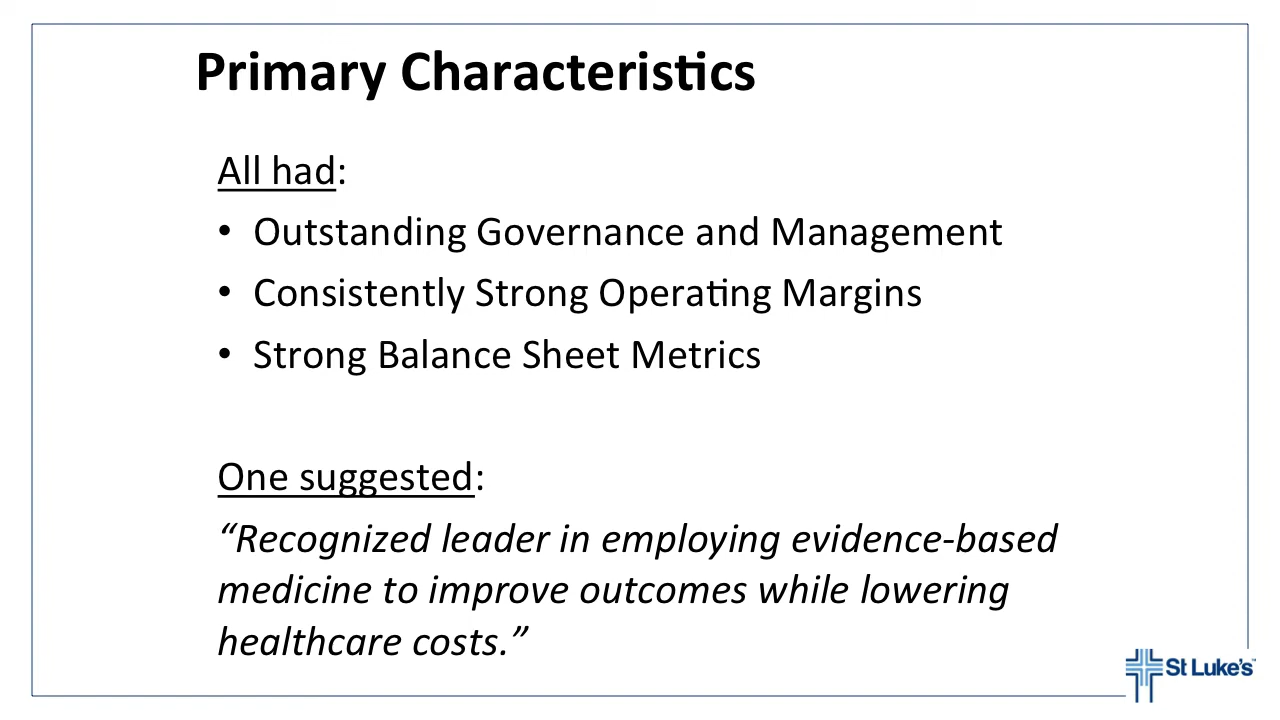 Primary Characteristics
All had:
• Outstanding Governance and Management
• Consistently Strong Operating Margins
• Strong Balance Sheet Metrics
One suggested:
“Recognized leader in employing evidence-based
medicine to improve outcomes while lowering
healthcare costs.”
St Luke's™